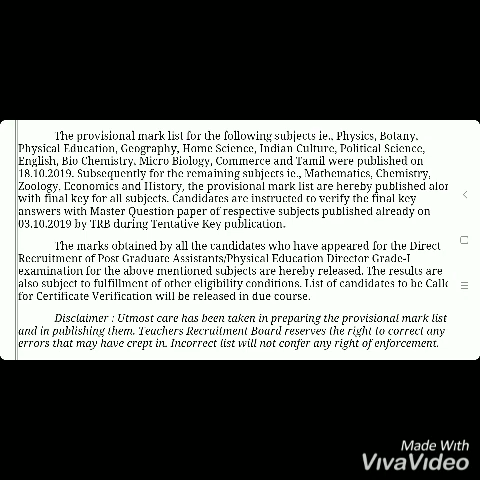 The provisional mark list for the following subjects ie., Physics, Botany,
Physical Education, Geography, Home Science, Indian Culture, Political Science,
English, Bio Chemistry, Micro Biology, Commerce and Tamil were published on
18.10.2019. Subsequently for the remaining subjects ie., Mathematics, Chemistry,
Zoology, Economics and History, the provisional mark list are hereby published alor
with final key for all subjects. Candidates are instructed to verify the final key
answers with Master Question paper of respective subjects published already on
03.10.2019 by TRB during Tentative Key publication.
The marks obtained by all the candidates who have appeared for the Direct
Recruitment of Post Graduate Assistants/Physical Education Director Grade-I
examination for the above mentioned subjects are hereby released. The results are
also subject to fulfillment of other eligibility conditions. List of candidates to be Calle
for Certificate Verification will be released in due course.
Disclaimer : Utmost care has been taken in preparing the provisional mark list
and in publishing them. Teachers Recruitment Board reserves the right to correct any
errors that may have crept in. Incorrect list will not confer any right of enforcement.
Made With
VivaVideo